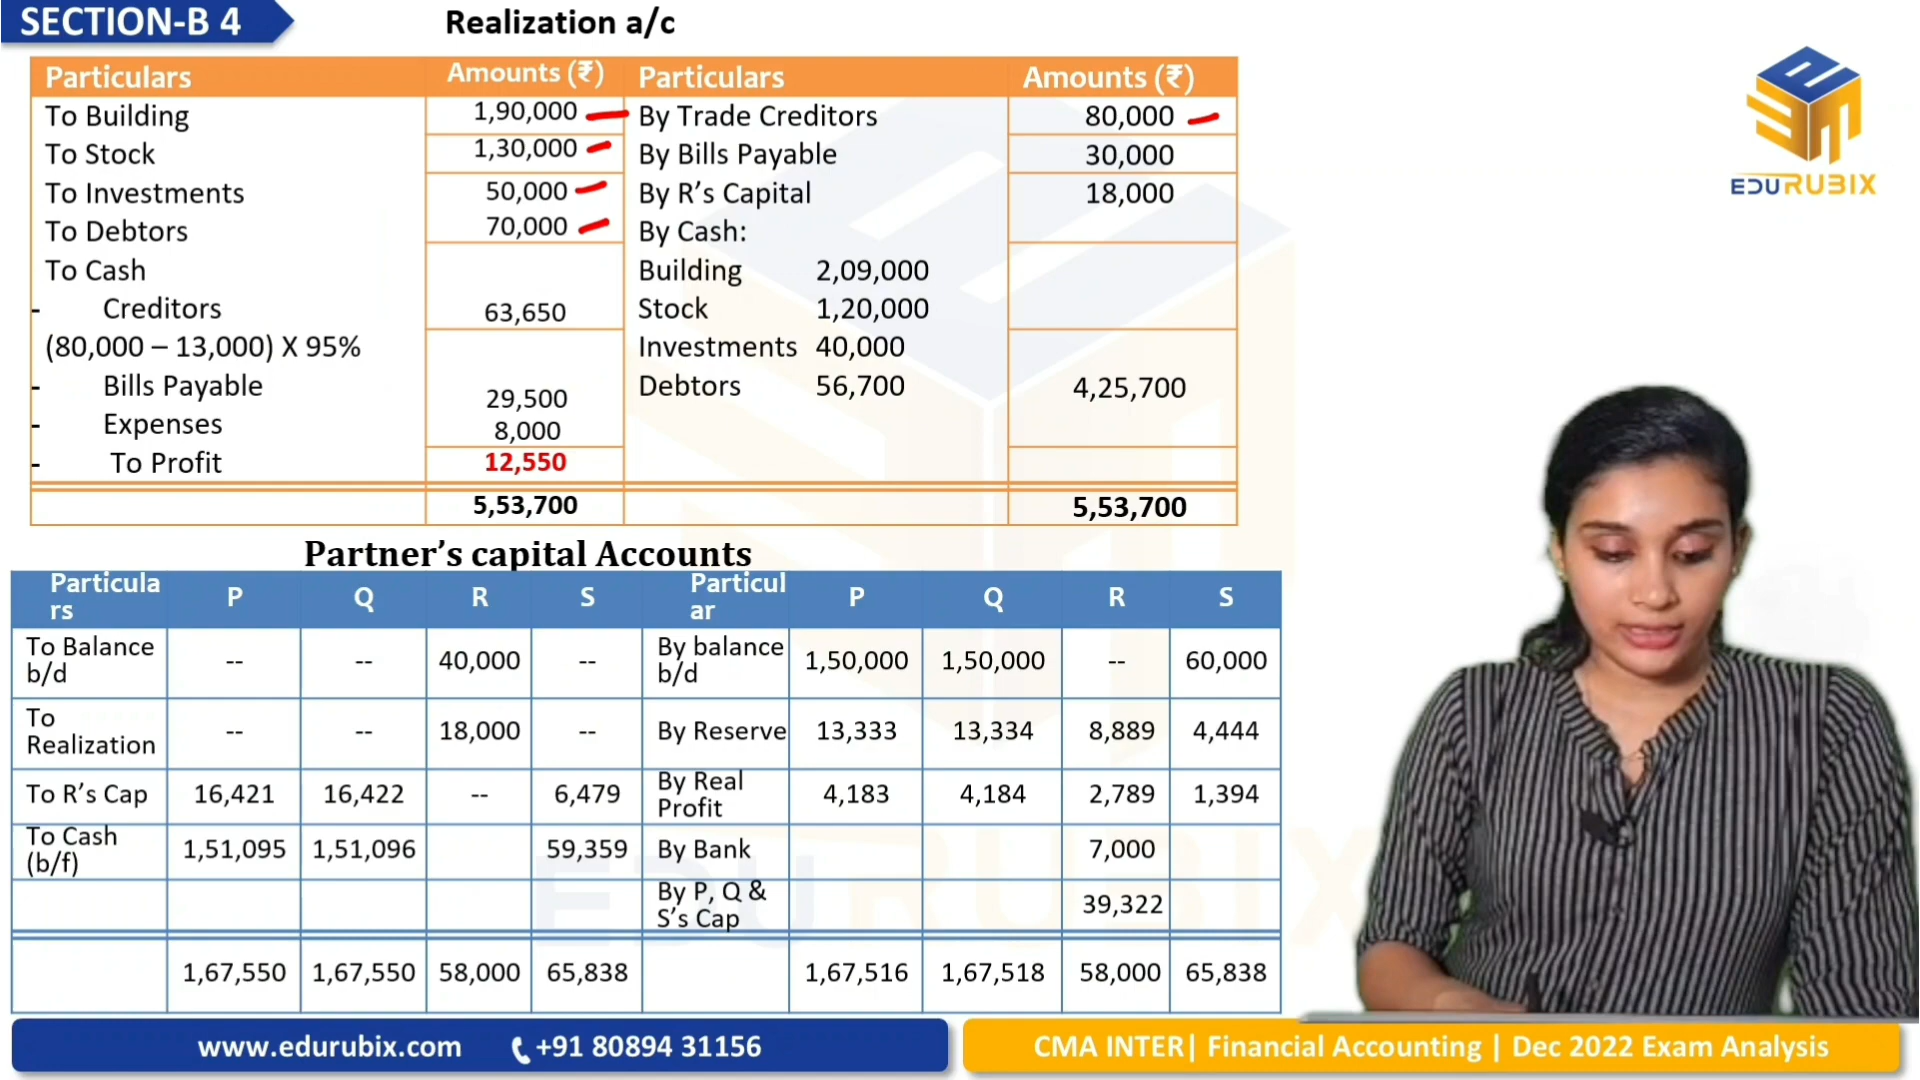 SECTION-B 4
Realization a/c
Particulars Amounts (₹) Particulars Amounts (₹)
To Building 1,90,000 By Trade Creditors 80,000
To Stock 1,30,000 By Bills Payable 30,000
To Investments 50,000 By R’s Capital 18,000
To Debtors 70,000 By Cash:
To Cash Building 2,09,000
- Creditors 63,650 Stock 1,20,000
(80,000 – 13,000) X 95% Investments 40,000
- Bills Payable 29,500 Debtors 56,700 4,25,700
- Expenses 8,000
- To Profit 12,550
5,53,700 5,53,700
Partner’s capital Accounts
Particula
rs P Q R S Particul
ar P Q R S
To Balance
b/d -- -- 40,000 -- By balance
b/d 1,50,000 1,50,000 -- 60,000
To
Realization -- -- 18,000 -- By Reserve 13,333 13,334 8,889 4,444
To R’s Cap 16,421 16,422 -- 6,479 By Real
Profit 4,183 4,184 2,789 1,394
To Cash
(b/f) 1,51,095 1,51,096 59,359 By Bank 7,000
By P, Q &
S’s Cap 39,322
1,67,550 1,67,550 58,000 65,838 1,67,516 1,67,518 58,000 65,838
EDURUBIX
EDURUBIX
www.edurubix.com +91 80894 31156
CMA INTER| Financial Accounting | Dec 2022 Exam Analysis